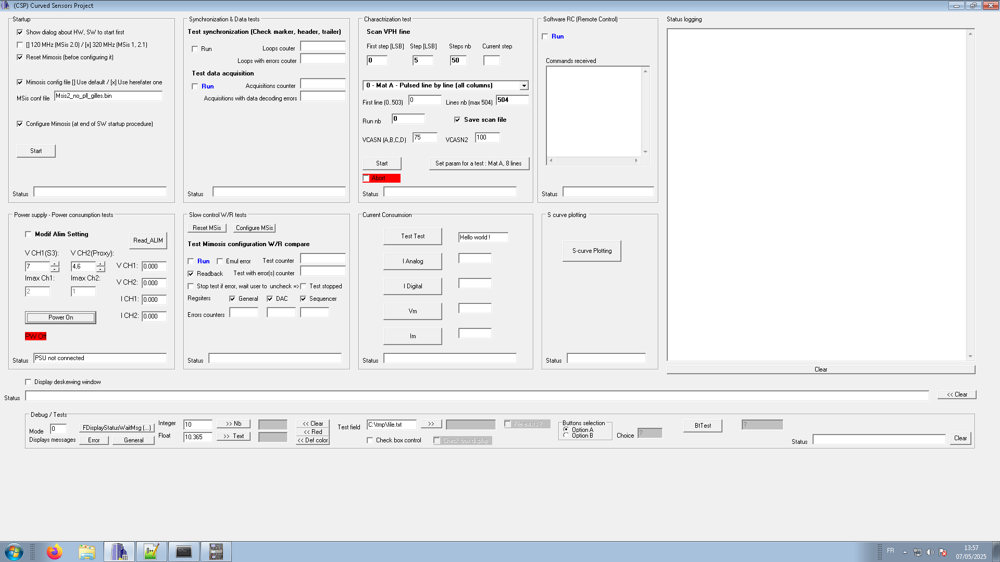 (CSP) Curved Sensors Project
Startup
Show dialog about HW, SW to start first
[] 120 MHz (MSis 2.0) / [x] 320 MHz (MSis 1, 2.1)
Reset Mimosis (befoe configuring it)
Mimosis config file [] Use default / [x] Use herefater one
MSis conf file Msis2_no_pll_gilles.bin
Configure Mimosis (at end of SW startup procedure)
Start
Status
Synchronization & Data tests
Test synchronization (Check marker, header, trailer)
Run Loops couter
Loops with errors couter
Test data acquisition
Run Acquisitions counter
Acquisitions with data decoding errors
Status
Charactrization test
Scan VPH fine
First step [LSB] Step [LSB] Steps nb Current step
0 5 50
0 - Mat A - Pulsed line by line (all columns)
First line (0..503) 0 Lines nb (max 504) 504
Run nb 0 Save scan file
VCASN (A,B,C,D) 75 VCASN2 100
Start Set param for a test : Mat A, 8 lines
Abort
Status
Software RC (Remote Control)
Run
Commands received
Status
Status logging
Clear
Power supply - Power consumption tests
Modif Alim Setting
Read_ALIM
V CH1(S3): V CH2(Proxy):
7 4,6 V CH1: 0.000
Imax Ch1: Imax Ch2:
2 1 V CH2: 0.000
I CH1: 0.000
Power On I CH2: 0.000
PW Off
Status PSU not connected
Slow control W/R tests
Reset MSis Configure MSis
Test Mimosis configuration W/R compare
Run Emul error Test counter
Readback Test with error(s) counter
Stop test if error, wait user to uncheck => Test stopped
Regsiters General DAC Sequencer
Errors counters
Status
Current Consumsion
Test Test Hello world !
I Analog
I Digital
Vm
Im
Status
S curve plotting
S-curve Plotting
Status
Display deskewing window
Status << Clear
Debug / Tests
Mode 0 FDisplayStatusWaitMsg (...)
Displays messages Error General
Integer 10 >> Nb
Float 10.365 >> Text
<< Clear
<< Red
<< Def color
Test field C:\tmp\file.txt >> File exists ?
Check box control Check box display
Buttons selection
Option A
Option B
Choice ?
BtTest ?
Status Clear
FR
13:57
07/05/2025